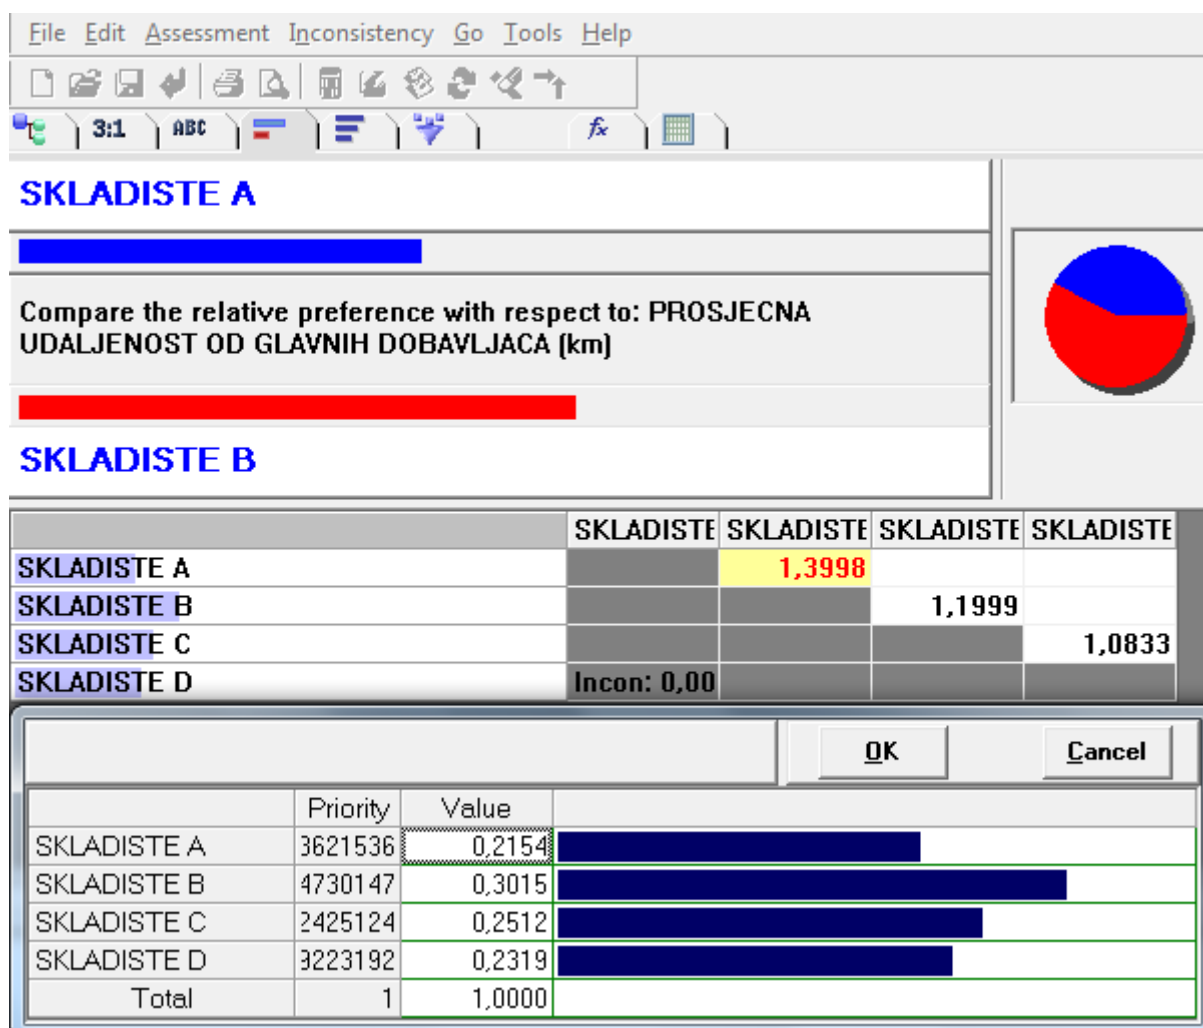 File Edit Assessment Inconsistency Go Tools Help
3:1 ABC fx
SKLADISTE A
Compare the relative preference with respect to: PROSJECNA
UDALJENOST OD GLAVNIH DOBAVLJACA (km)
SKLADISTE B
SKLADISTE SKLADISTE SKLADISTE SKLADISTE
SKLADISTE A 1,3998
SKLADISTE B 1,1999
SKLADISTE C 1,0833
SKLADISTE D Incon: 0,00
OK Cancel
Priority Value
SKLADISTE A 3621536 0,2154
SKLADISTE B 4730147 0,3015
SKLADISTE C 2425124 0,2512
SKLADISTE D 9223192 0,2319
Total 1 1,0000